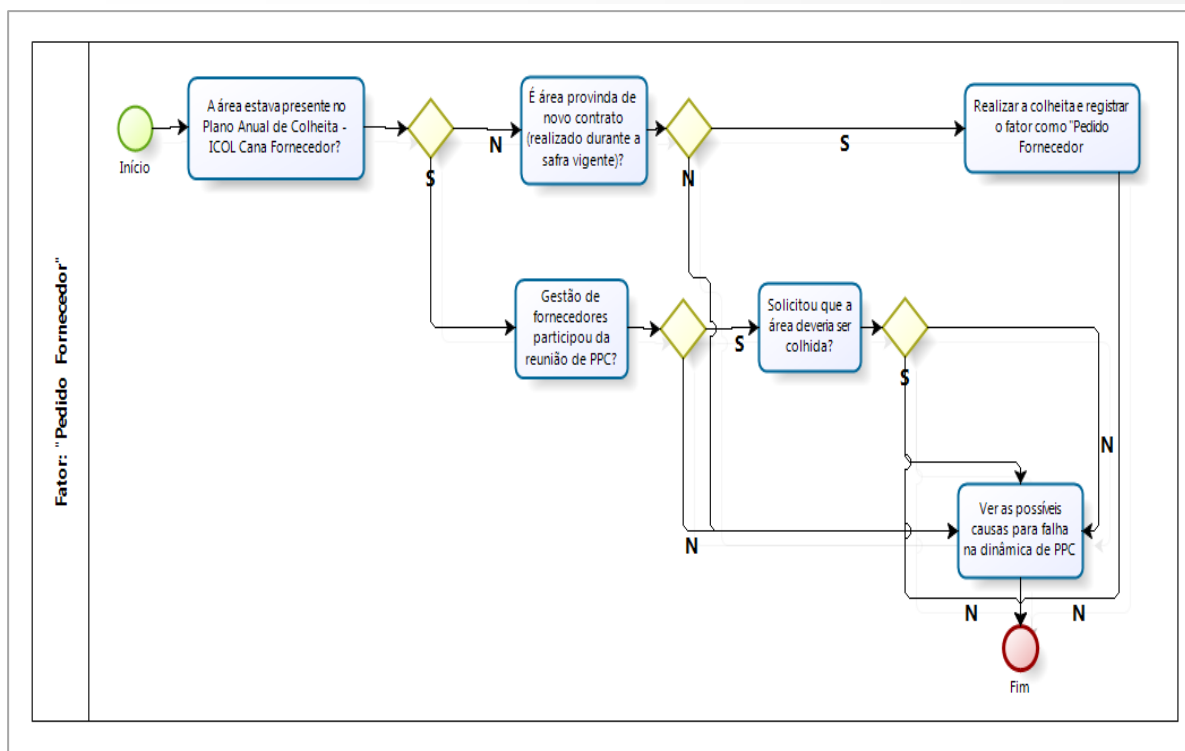 Fator: "Pedido Fornecedor"
Início
A área estava presente no
Plano Anual de Colheita -
ICOL Cana Fornecedor?
N
S
É área provinda de
novo contrato
(realizado durante a
safra vigente)?
S
N
Realizar a colheita e registrar
o fator como "Pedido
Fornecedor
Gestão de
fornecedores
participou da
reunião de PPC?
S
N
Solicitou que a
área deveria ser
colhida?
S
N
Ver as possíveis
causas para falha
na dinâmica de PPC
N
N
Fim